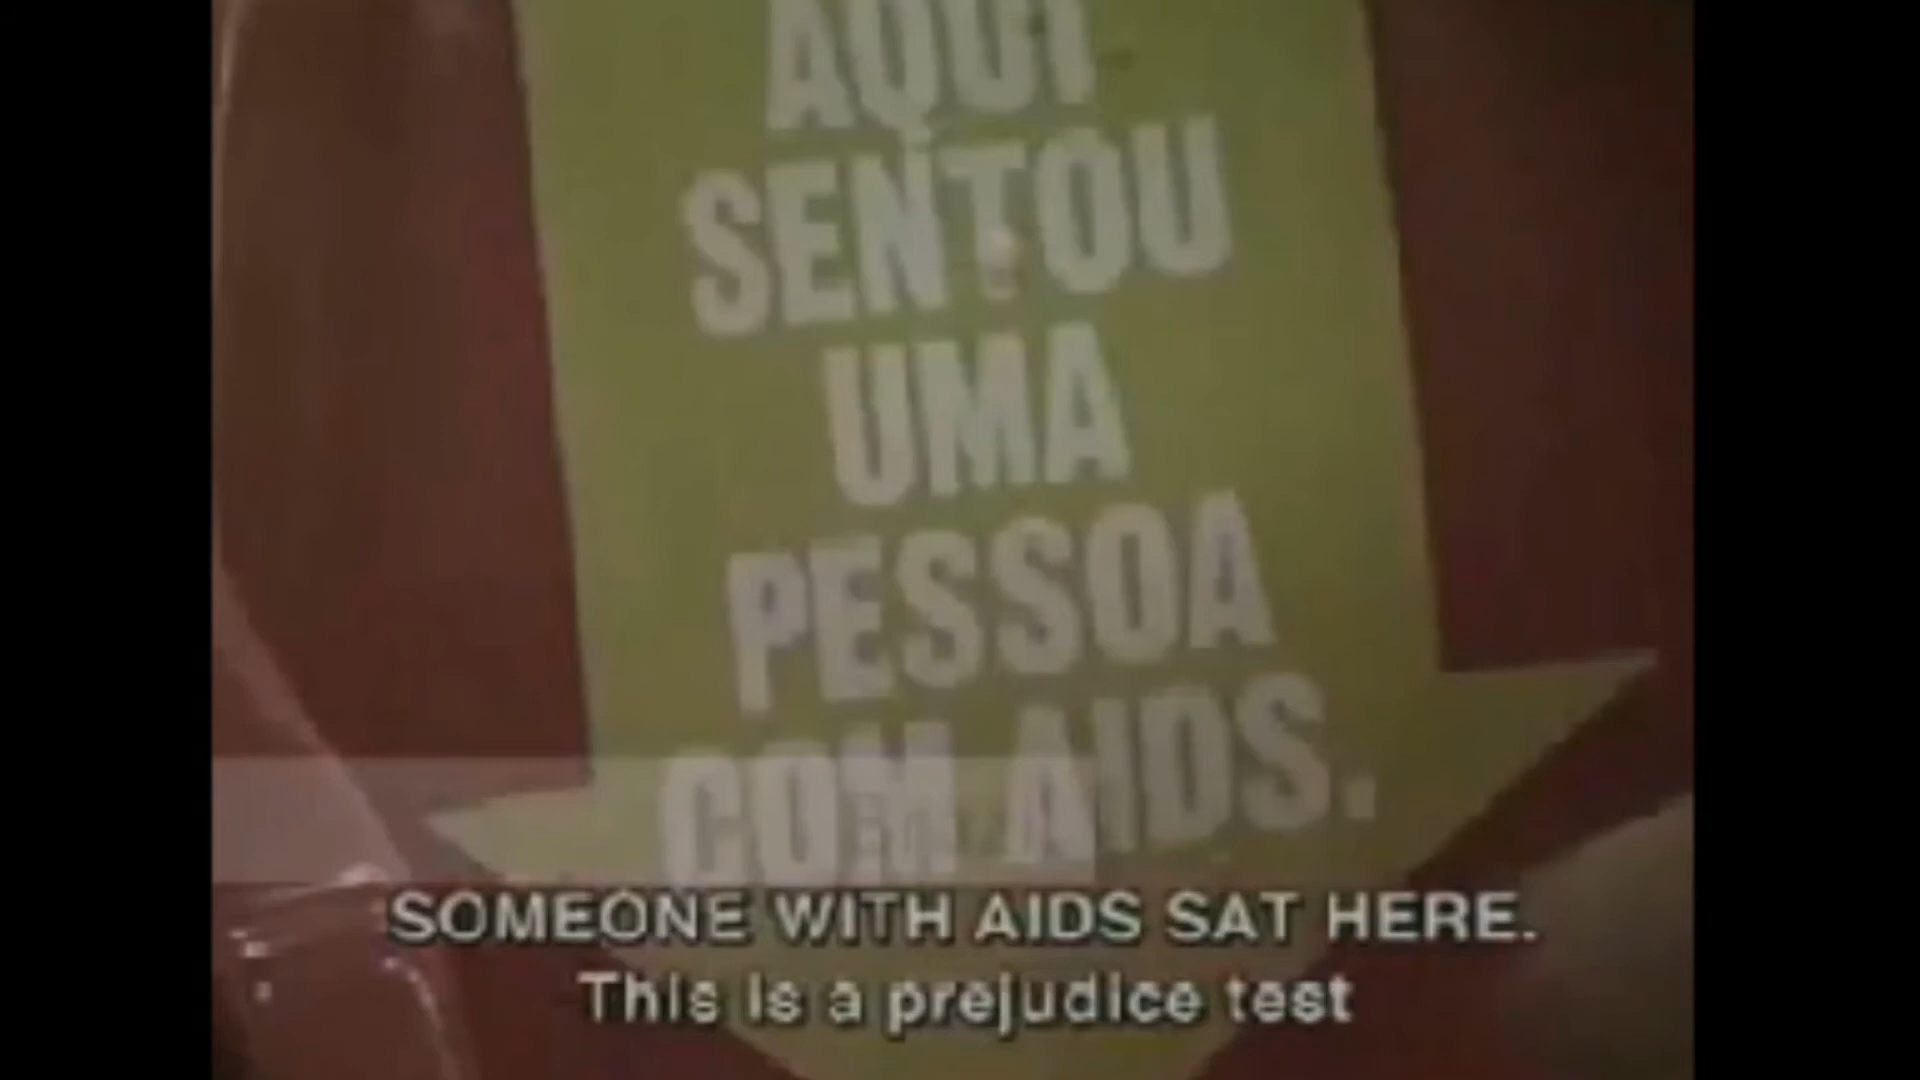 AQUI
SENTOU
UMA
PESSOA
COM AIDS.
SOMEONE WITH AIDS SAT HERE.
This is a prejudice test